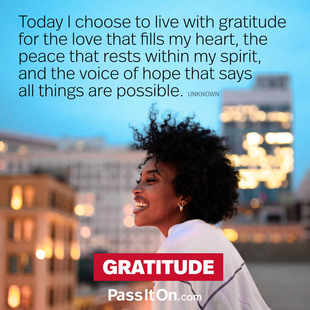 Today I choose to live with gratitude
for the love that fills my heart, the
peace that rests within my spirit,
and the voice of hope that says
all things are possible. UNKNOWN
GRATITUDE
PassItOn.com